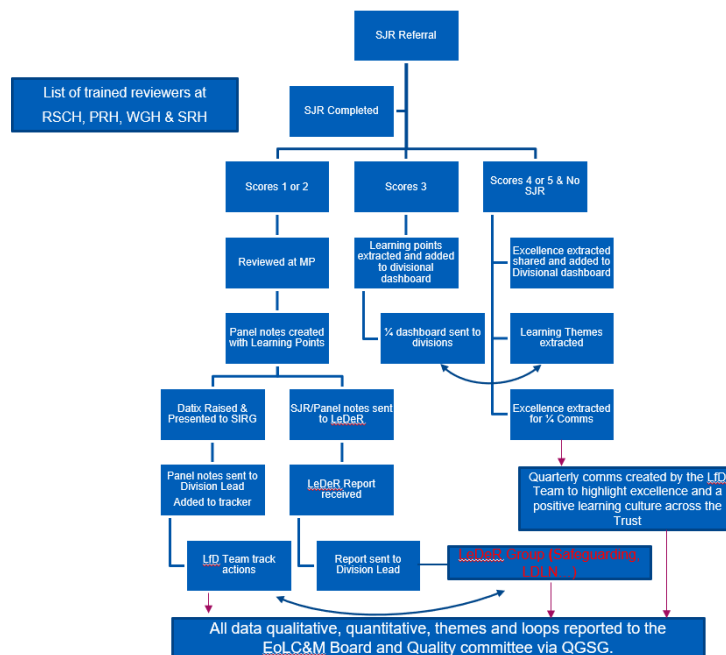 SJR Referral
List of trained reviewers at
RSCH, PRH, WGH & SRH
SJR Completed
Scores 1 or 2
Scores 3
Scores 4 or 5 & No
SJR
Reviewed at MP
Learning points
extracted and added
to divisional
dashboard
Excellence extracted
shared and added to
Divisional dashboard
Panel notes created
with Learning Points
¼ dashboard sent to
divisions
Learning Themes
extracted
Datix Raised &
Presented to SIRG
SJR/Panel notes sent
to LeDeR
Excellence extracted
for ¼ Comms
Panel notes sent to
Division Lead
Added to tracker
LeDeR Report
received
Quarterly comms created by the LfD
Team to highlight excellence and a
positive learning culture across the
Trust
LfD Team track
actions
Report sent to
Division Lead
LeDeR Group (Safeguarding,
LDLN...)
All data qualitative, quantitative, themes and loops reported to the
EoLC&M Board and Quality committee via QGSG.